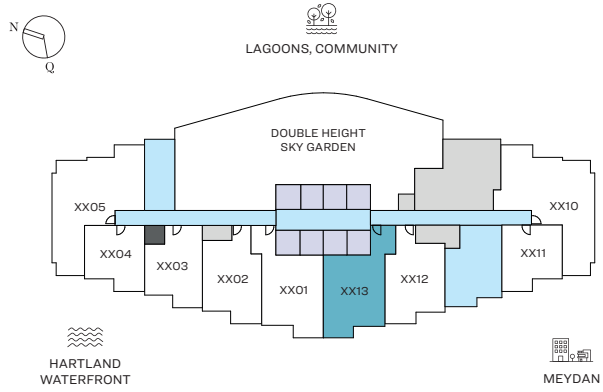 N
Q
LAGOONS, COMMUNITY
DOUBLE HEIGHT
SKY GARDEN
XX05
XX10
XX04
XX03
XX02
XX01
XX13
XX12
XX11
HARTLAND
WATERFRONT
MEYDAN